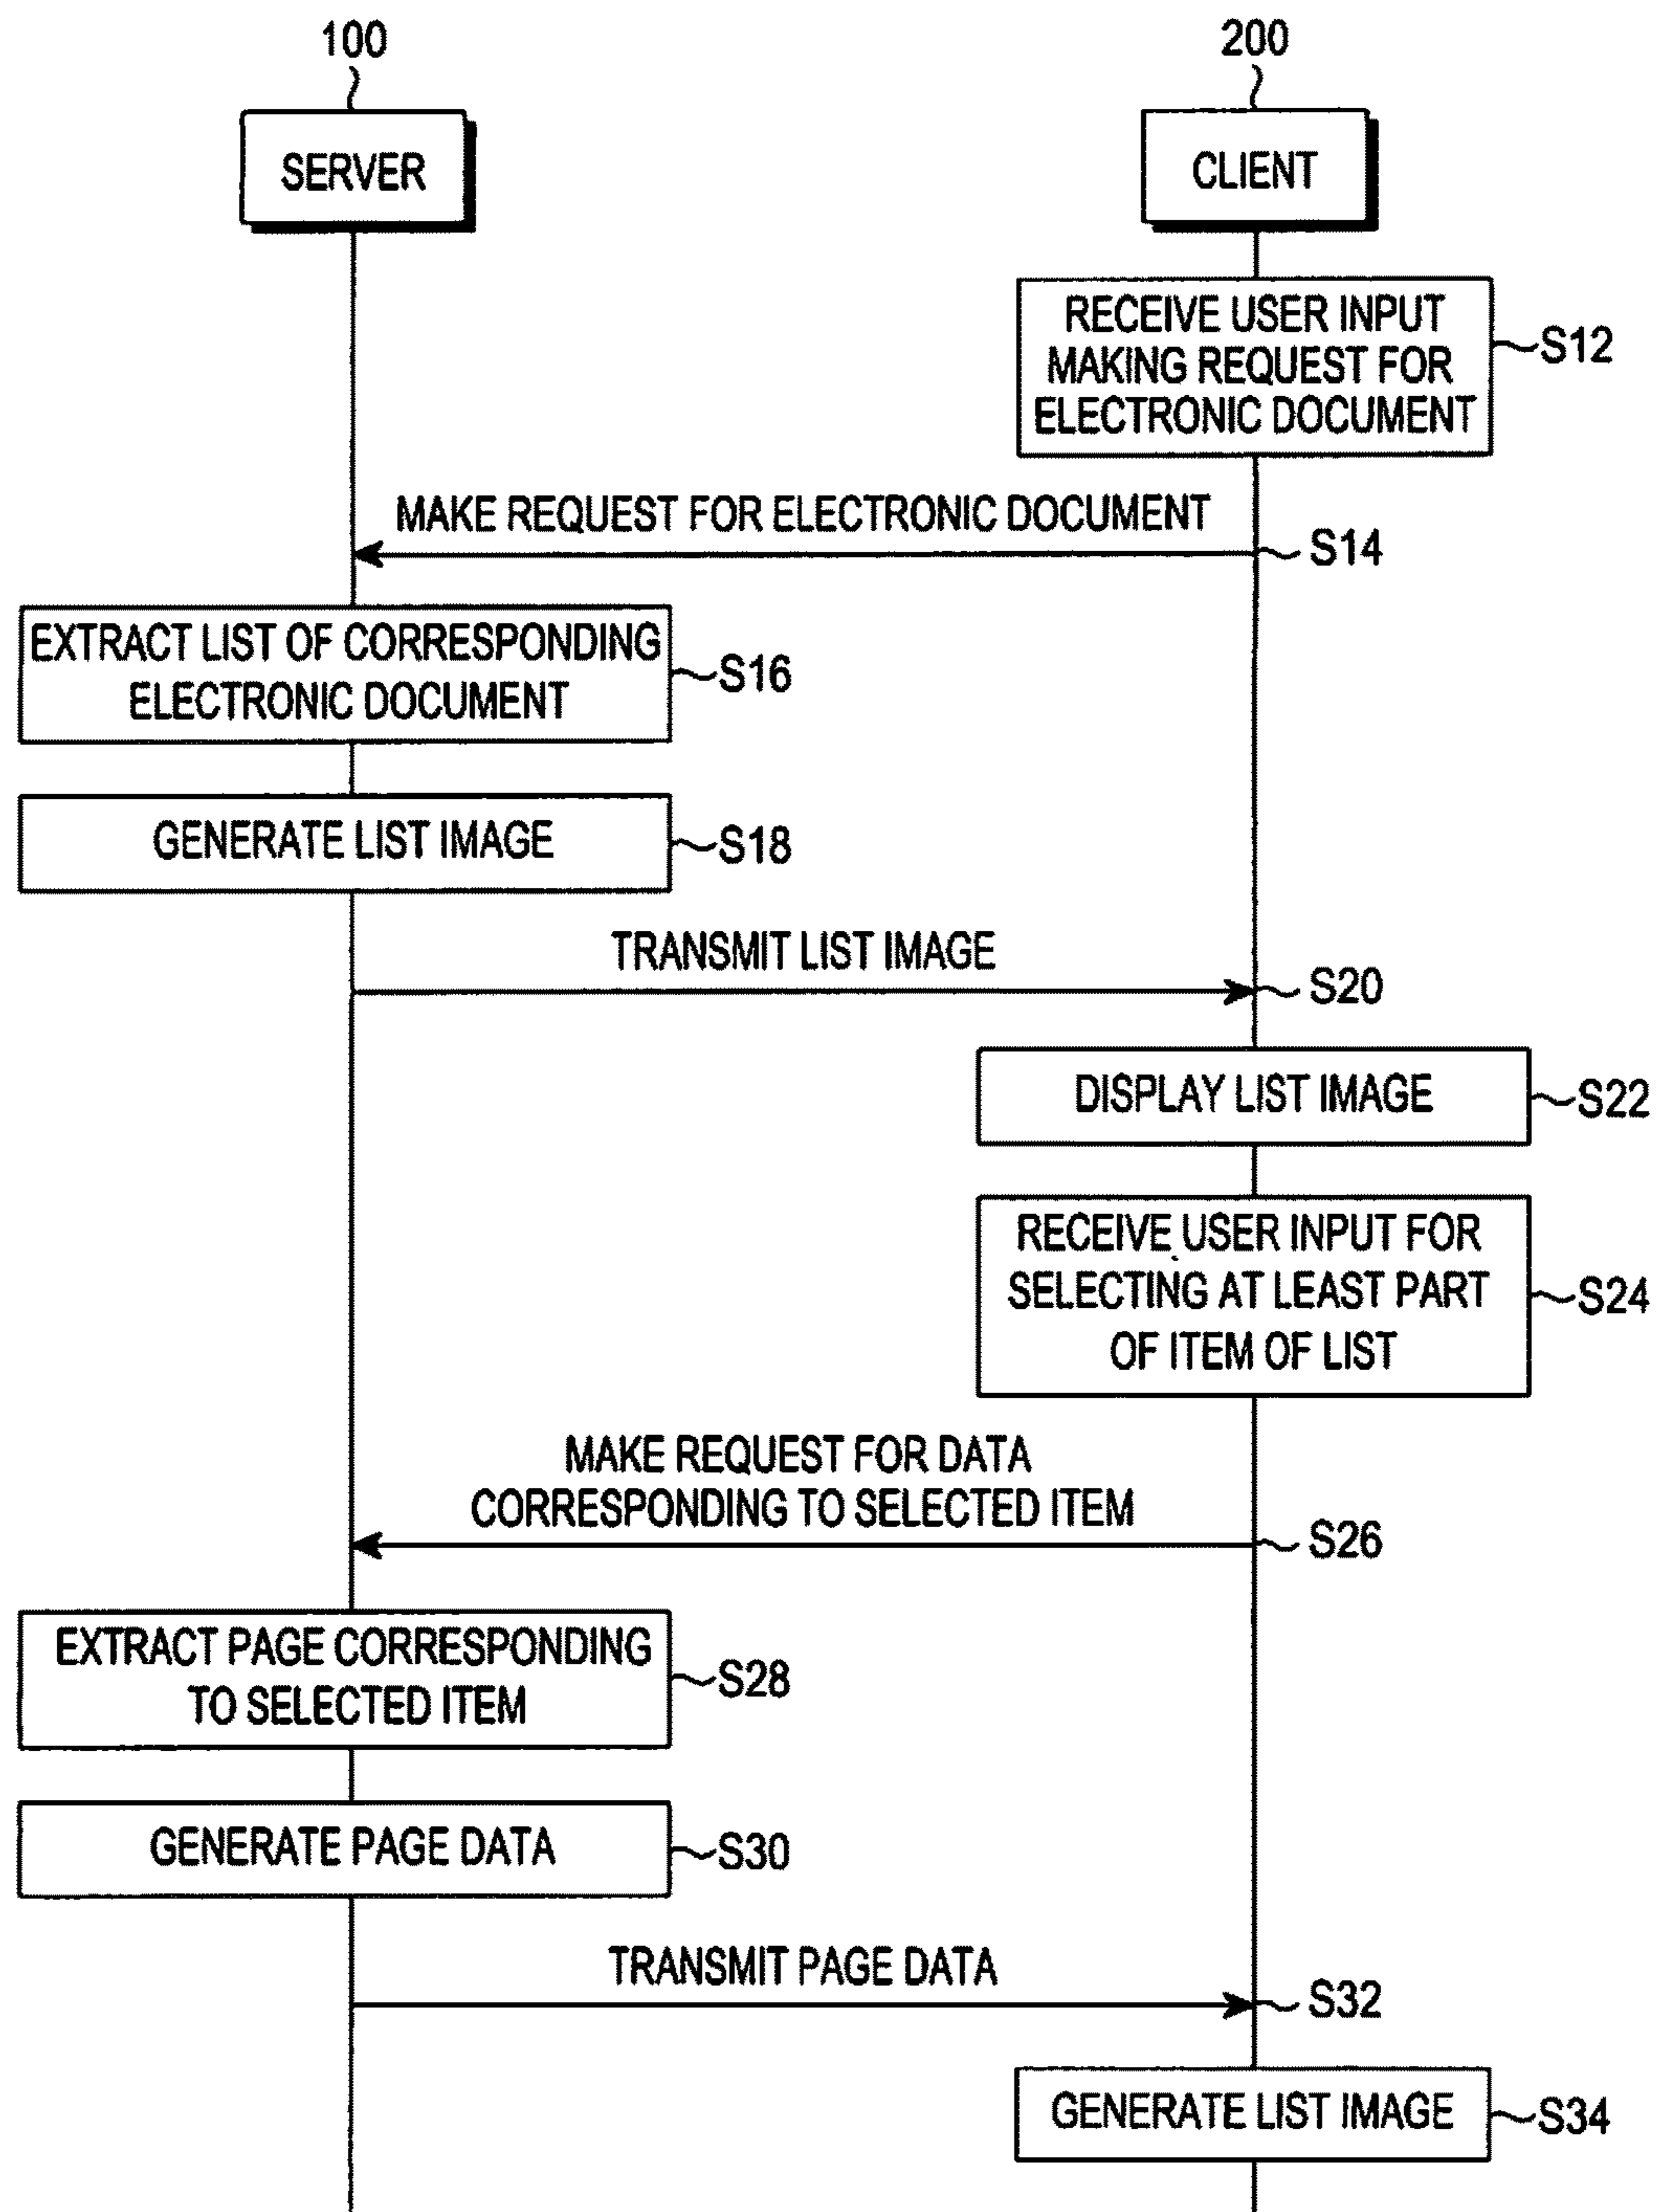 100
200
SERVER
CLIENT
RECEIVE USER INPUT
MAKING REQUEST FOR
ELECTRONIC DOCUMENT
S12
MAKE REQUEST FOR ELECTRONIC DOCUMENT
S14
EXTRACT LIST OF CORRESPONDING
ELECTRONIC DOCUMENT
S16
GENERATE LIST IMAGE
S18
TRANSMIT LIST IMAGE
S20
DISPLAY LIST IMAGE
S22
RECEIVE USER INPUT FOR
SELECTING AT LEAST PART
OF ITEM OF LIST
S24
MAKE REQUEST FOR DATA
CORRESPONDING TO SELECTED ITEM
S26
EXTRACT PAGE CORRESPONDING
TO SELECTED ITEM
S28
GENERATE PAGE DATA
S30
TRANSMIT PAGE DATA
S32
GENERATE LIST IMAGE
S34